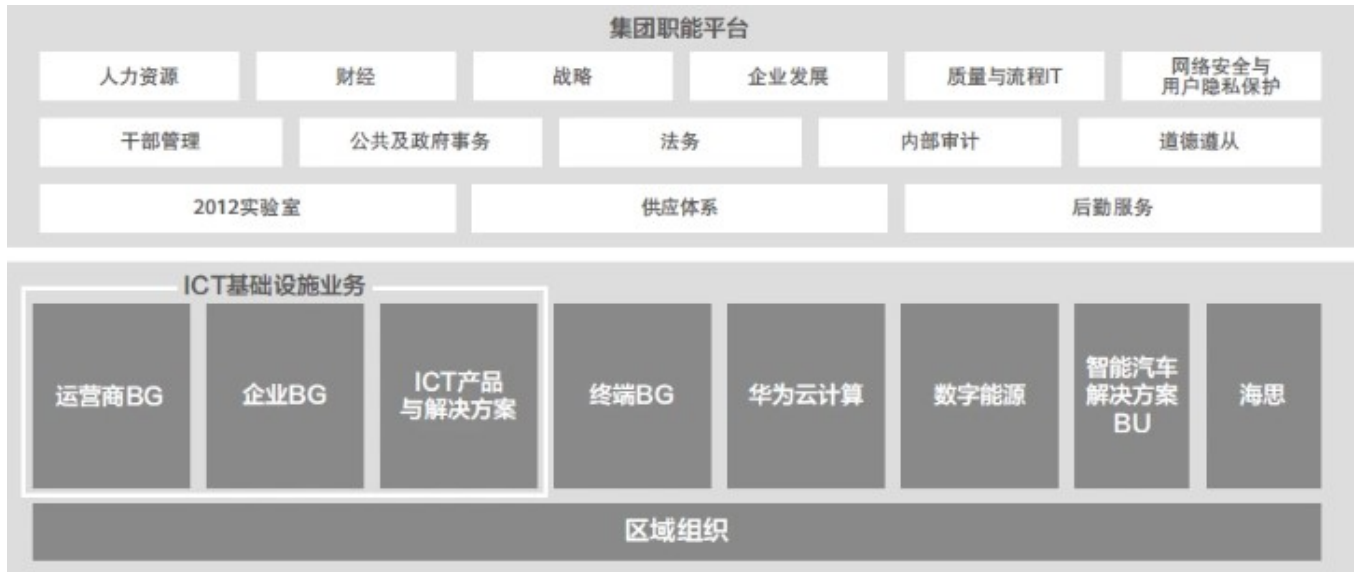 集团职能平台
人力资源
财经
战略
企业发展
质量与流程IT
网络安全与
用户隐私保护
干部管理
公共及政府事务
法务
内部审计
道德遵从
2012实验室
供应体系
后勤服务
ICT基础设施业务
运营商BG
企业BG
ICT产品
与解决方案
终端BG
华为云计算
数字能源
智能汽车
解决方案
BU
海思
区域组织